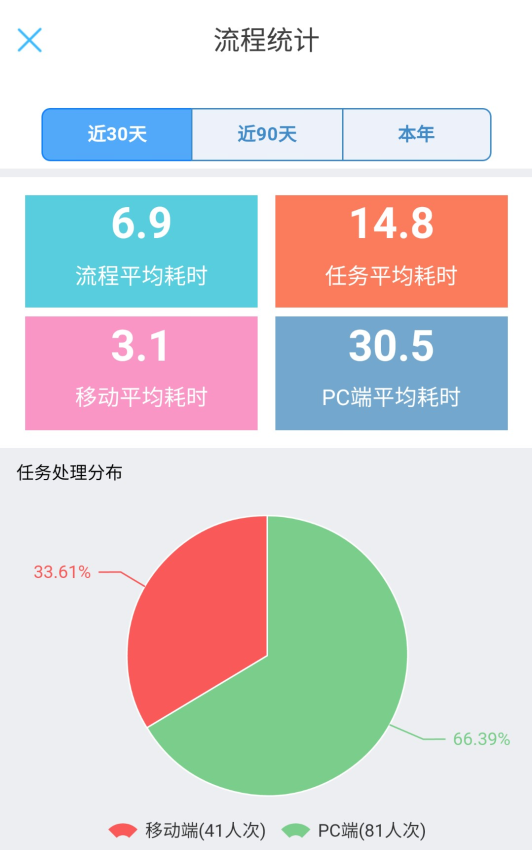 流程统计
近30天
近90天
本年
6.9
14.8
流程平均耗时
任务平均耗时
3.1
30.5
移动平均耗时
PC端平均耗时
任务处理分布
33.61%
66.39%
移动端(41人次)
PC端(81人次)